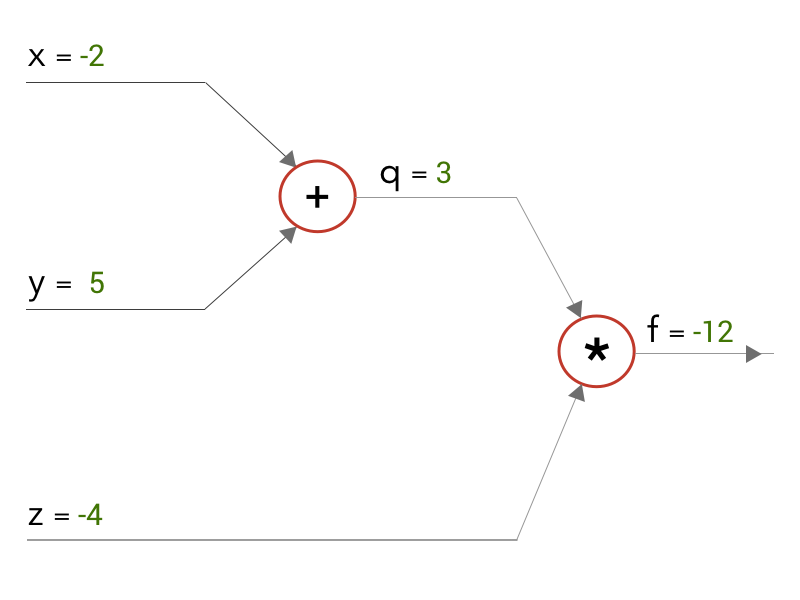 x = -2
+
q = 3
y = 5
f = -12
*
z = -4